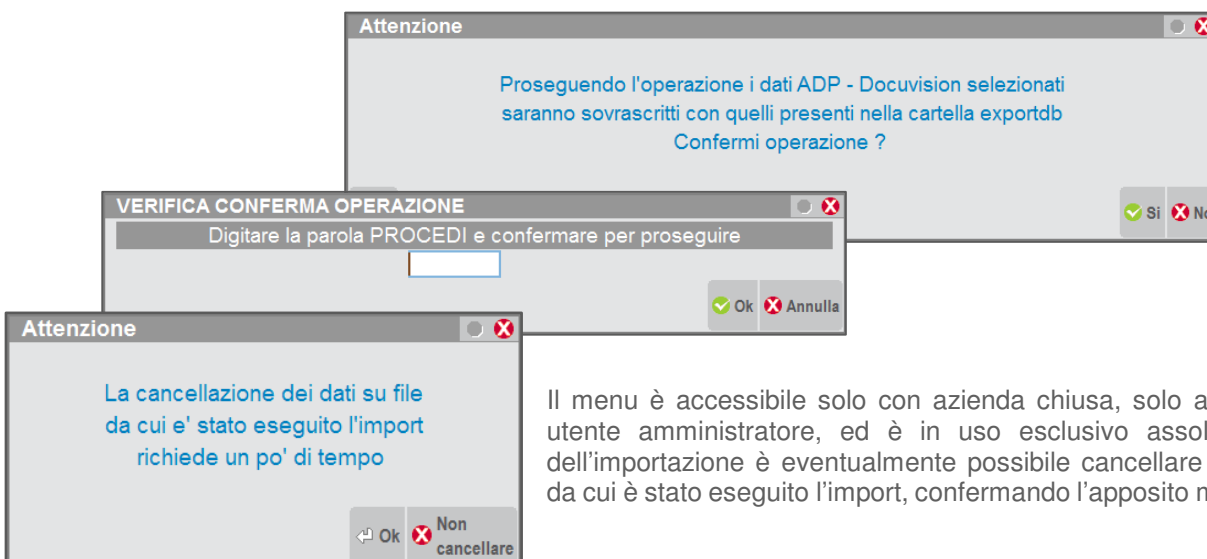 Attenzione
Proseguendo l'operazione i dati ADP - Docuvision selezionati
saranno sovrascritti con quelli presenti nella cartella exportdb
Confermi operazione ?
Si
VERIFICA CONFERMA OPERAZIONE
Digitare la parola PROCEDI e confermare per proseguire
Ok Annulla
Attenzione
La cancellazione dei dati su file
da cui e' stato eseguito l'import
richiede un po' di tempo
Ok Non
cancellare
Il menu è accessibile solo con azienda chiusa, solo
utente amministratore, ed è in uso esclusivo
dell’importazione è eventualmente possibile cancellare
da cui è stato eseguito l’import, confermando l’apposito